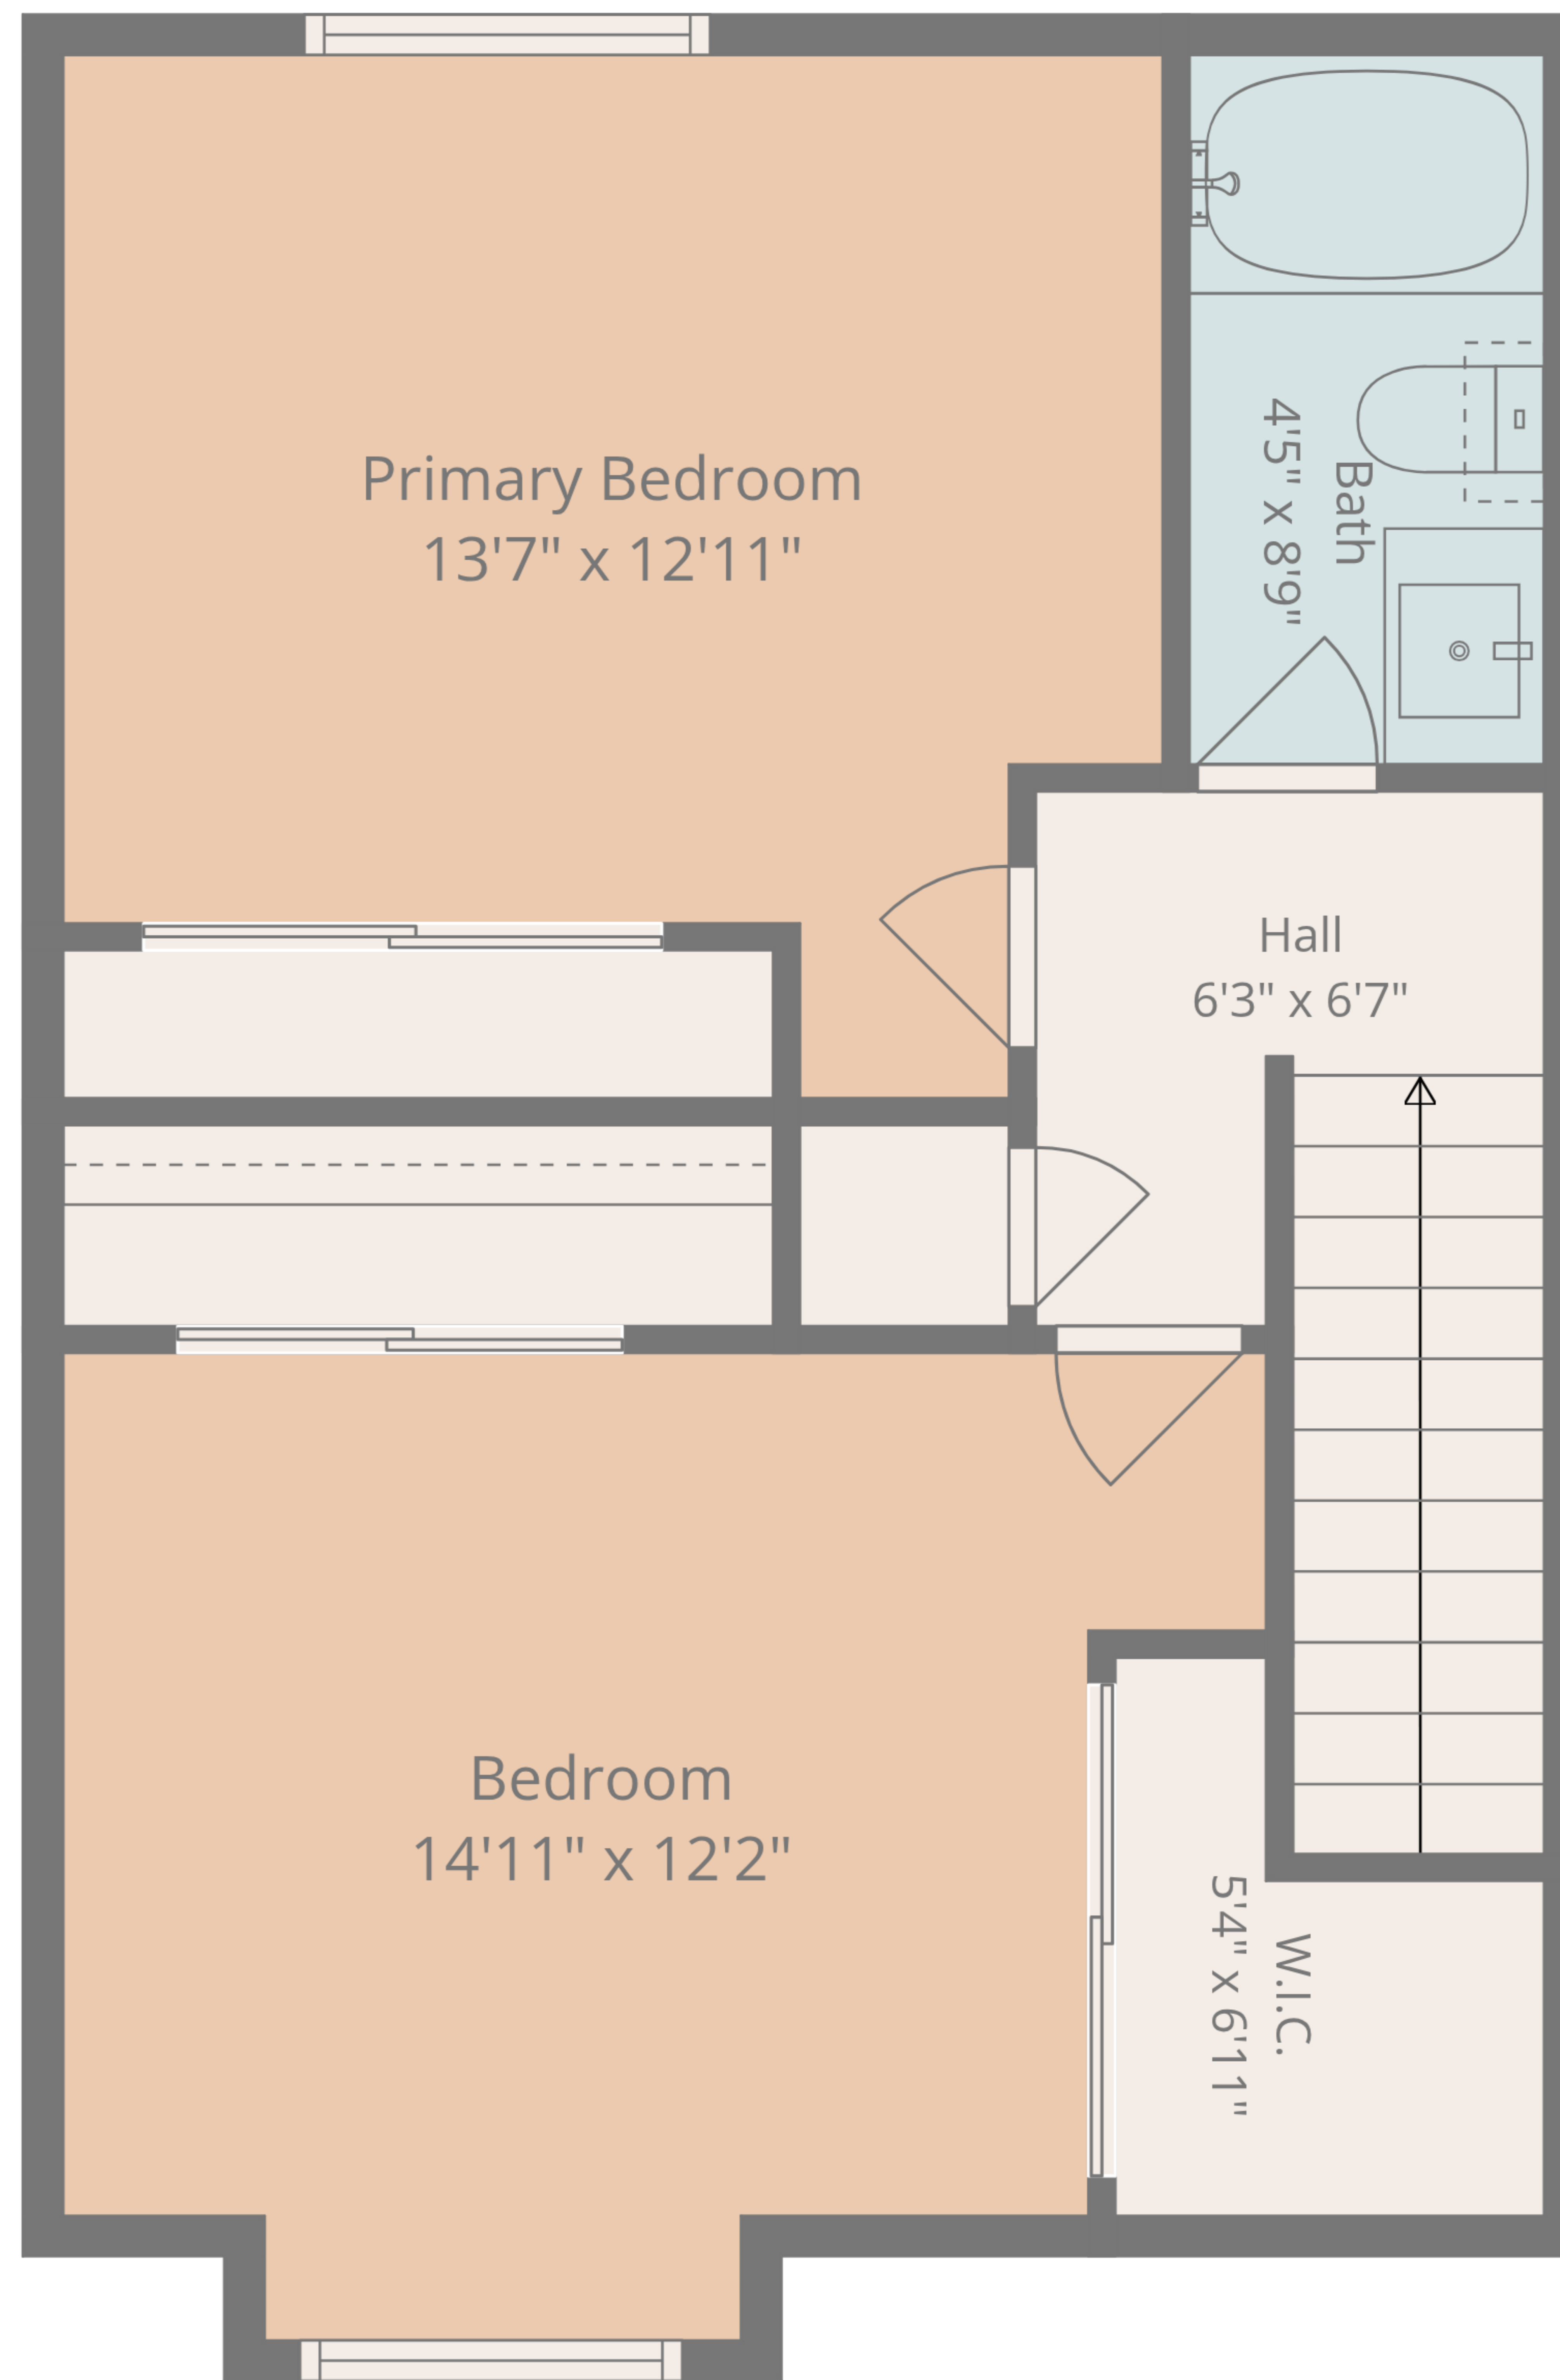 Primary Bedroom
13'7" x 12'11"
Bath
4'5" x 8'9"
Hall
6'3" x 6'7"
Bedroom
14'11" x 12'2"
W.I.C.
5'4" x 6'11"